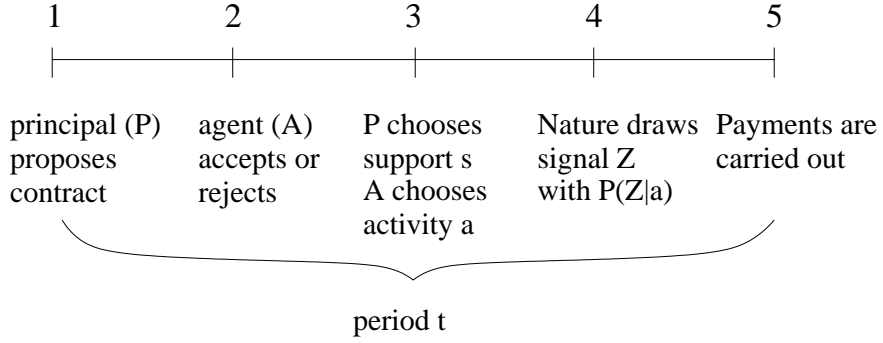 1 2 3 4 5
principal (P)
proposes
contract
agent (A)
accepts or
rejects
P chooses
support s
A chooses
activity a
Nature draws
signal Z
with P(Z|a)
Payments are
carried out
period t